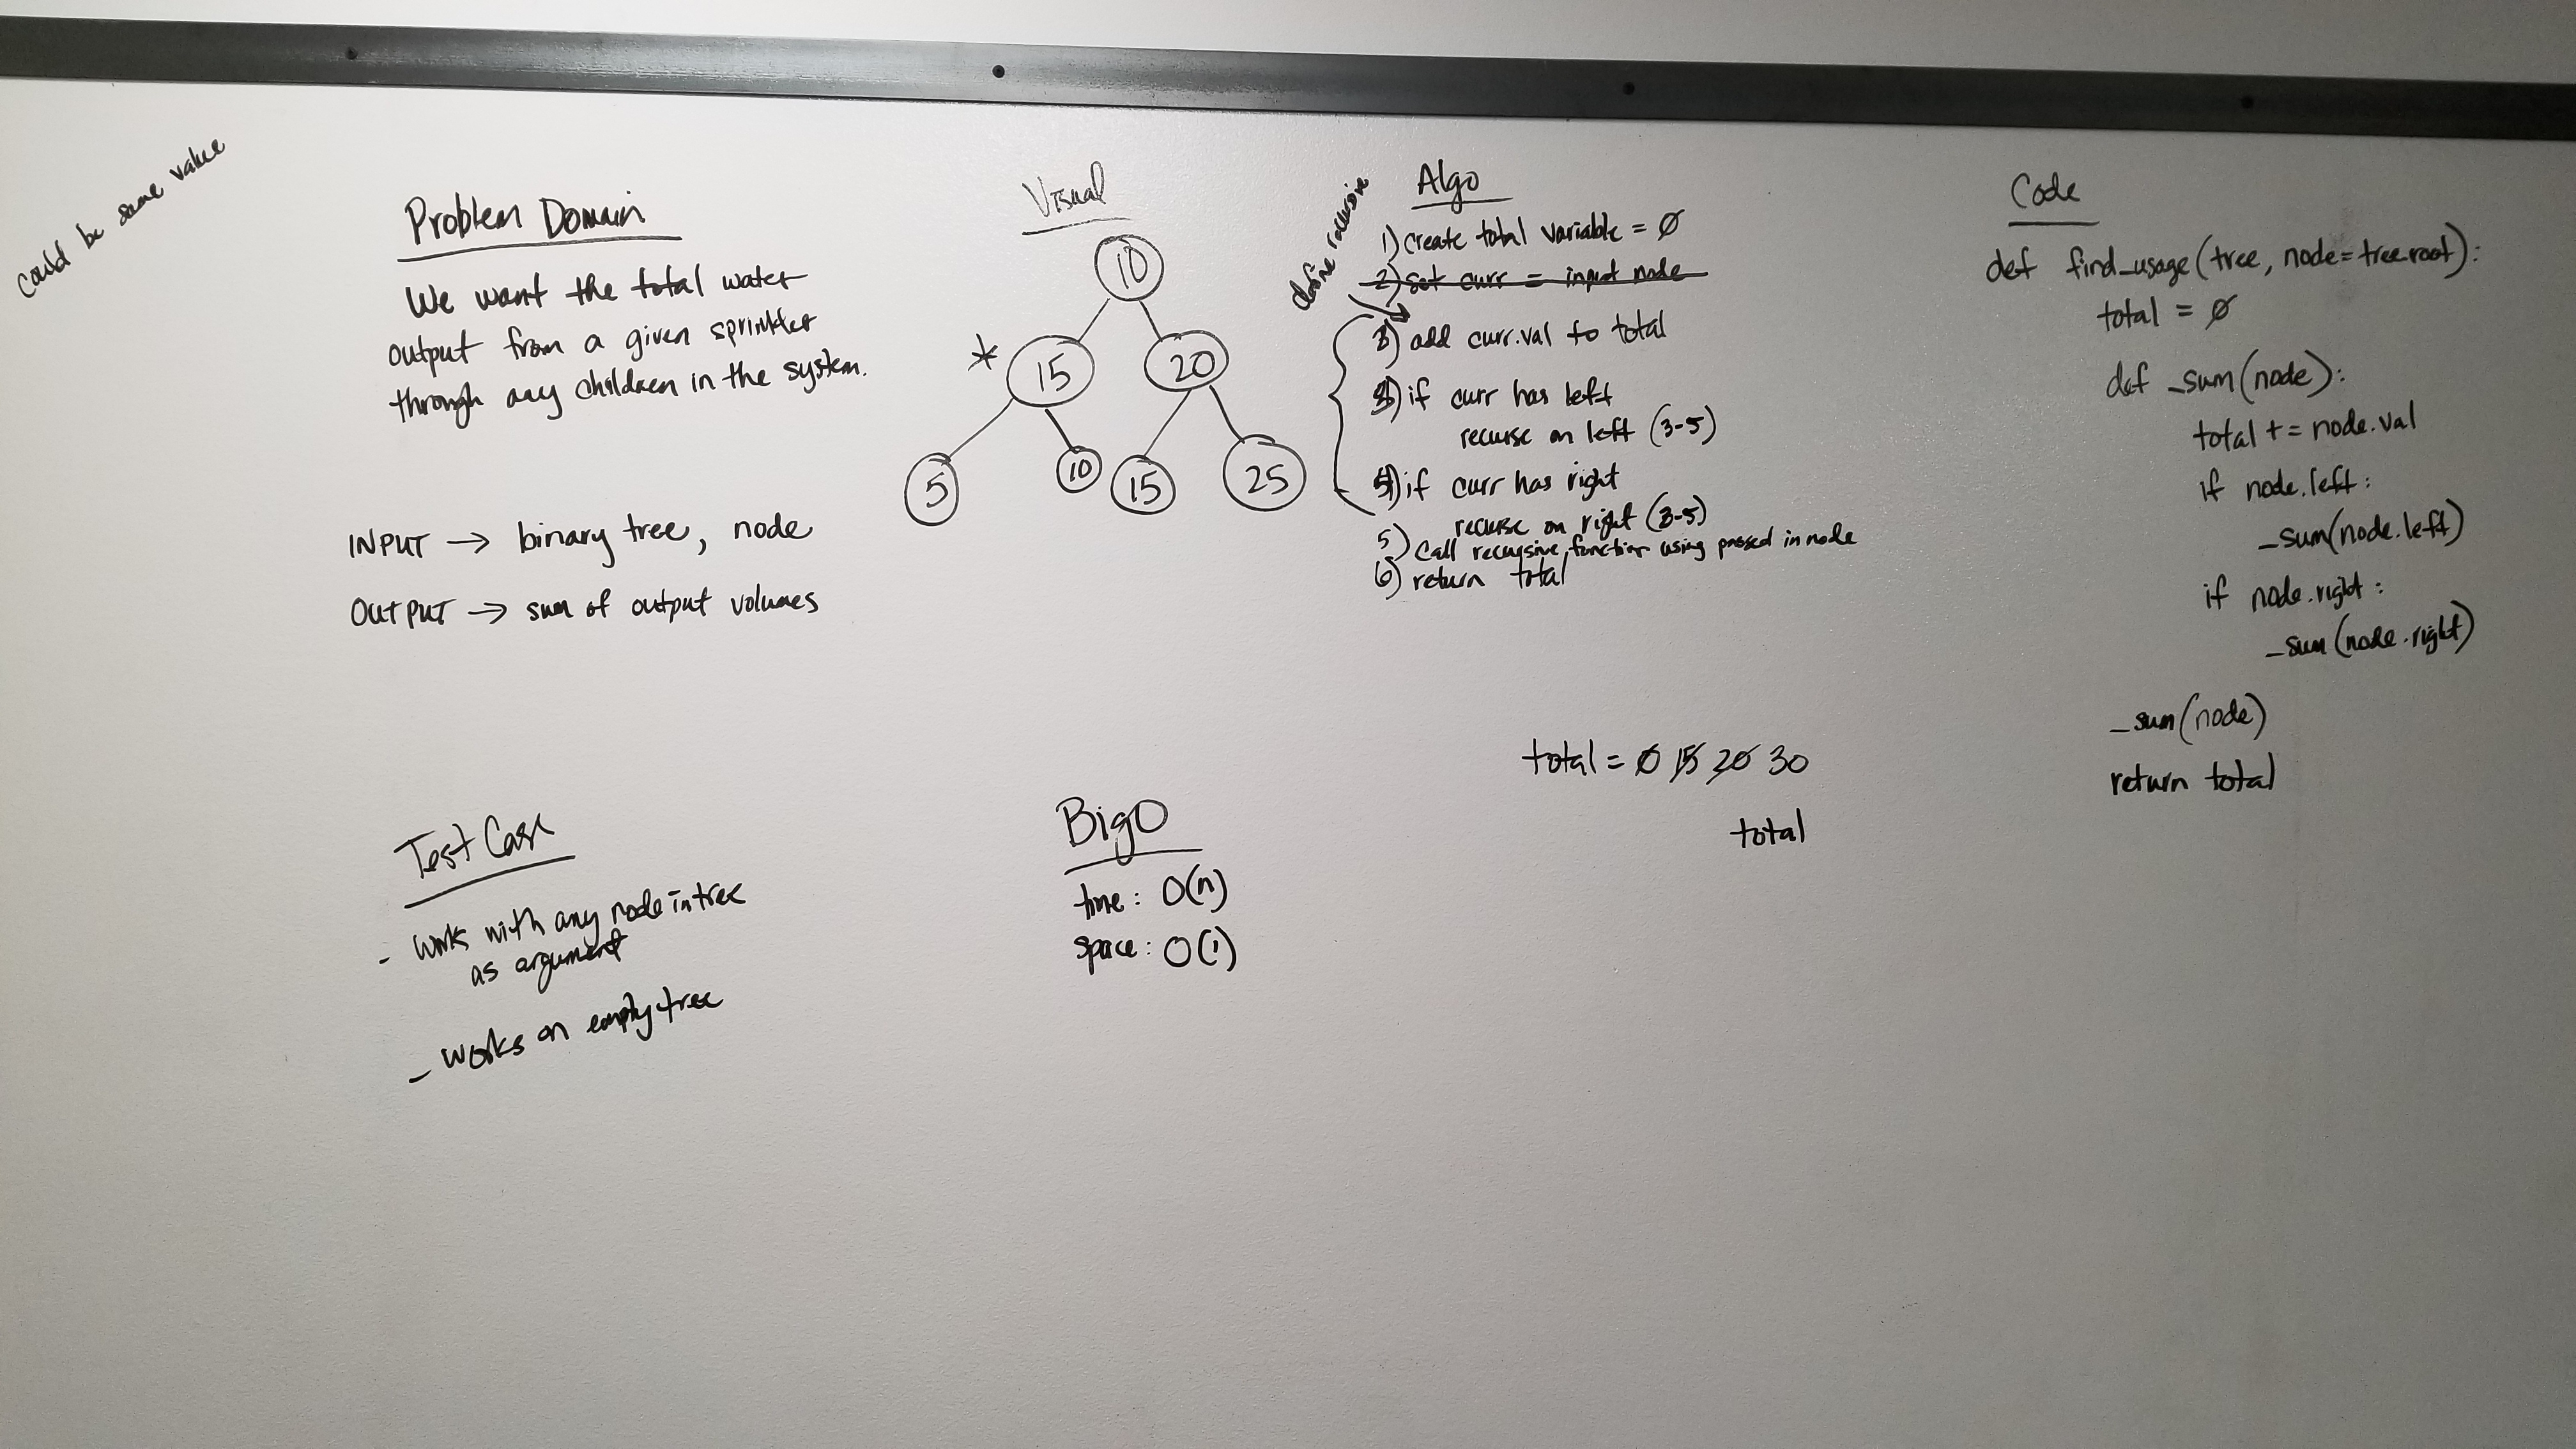 could be same value
Problem Domain
We want the total water
output from a given sprinkler
through any children in the system.
INPUT → binary tree, node
OUTPUT → sum of output volumes
Test Case
- works with any node in tree
as argument
- works on empty tree
Visual
10
* 15 20
5 10 15 25
Big O
time: O(n)
space: O(1)
define recursive
Algo
1) create total variable = 0
2) set curr = input node
3) add curr.val to total
if curr has left
recurse on left (3-5)
if curr has right
recurse on right (3-5)
5) Call recursive function using passed in node
6) return total
total = 0 15 20 30
total
Code
def find_usage(tree, node=tree.root):
total = 0
def _sum(node):
total += node.val
if node.left:
_sum(node.left)
if node.right:
_sum(node.right)
_sum(node)
return total